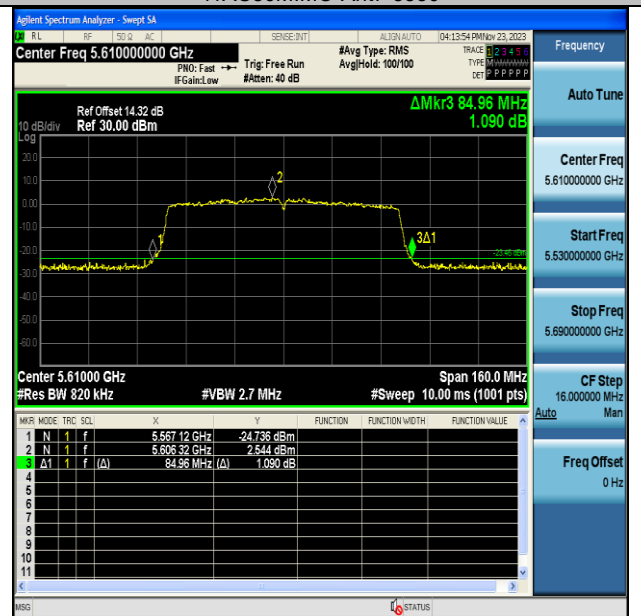 Agilent Spectrum Analyzer - Swept SA
RL RF 50 Ω AC SENSE:INT ALIGN AUTO 04:13:54 PM Nov 23, 2023
Center Freq 5.610000000 GHz
PNO: Fast
IFGain:Low
Trig: Free Run
#Atten: 40 dB
#Avg Type: RMS
Avg|Hold: 100/100
TRACE 1 2 3 4 5 6
TYPE M
DET P P P P P P
Ref Offset 14.32 dB
10 dB/div Ref 30.00 dBm
Log
ΔMkr3 84.96 MHz
1.090 dB
20.0
10.0
0.00
-10.0
-20.0
-30.0
-40.0
-50.0
-60.0
1
2
3Δ1
-23.46 dBm
Center 5.61000 GHz Span 160.0 MHz
#Res BW 820 kHz #VBW 2.7 MHz #Sweep 10.00 ms (1001 pts)
MKR MODE TRC SCL X Y FUNCTION FUNCTION WIDTH FUNCTION VALUE
1 N 1 f 5.567 12 GHz -24.736 dBm
2 N 1 f 5.606 32 GHz 2.544 dBm
3 Δ1 1 f (Δ) 84.96 MHz (Δ) 1.090 dB
4
5
6
7
8
9
10
11
MSG STATUS
Frequency
Auto Tune
Center Freq
5.610000000 GHz
Start Freq
5.530000000 GHz
Stop Freq
5.690000000 GHz
CF Step
16.000000 MHz
Auto Man
Freq Offset
0 Hz